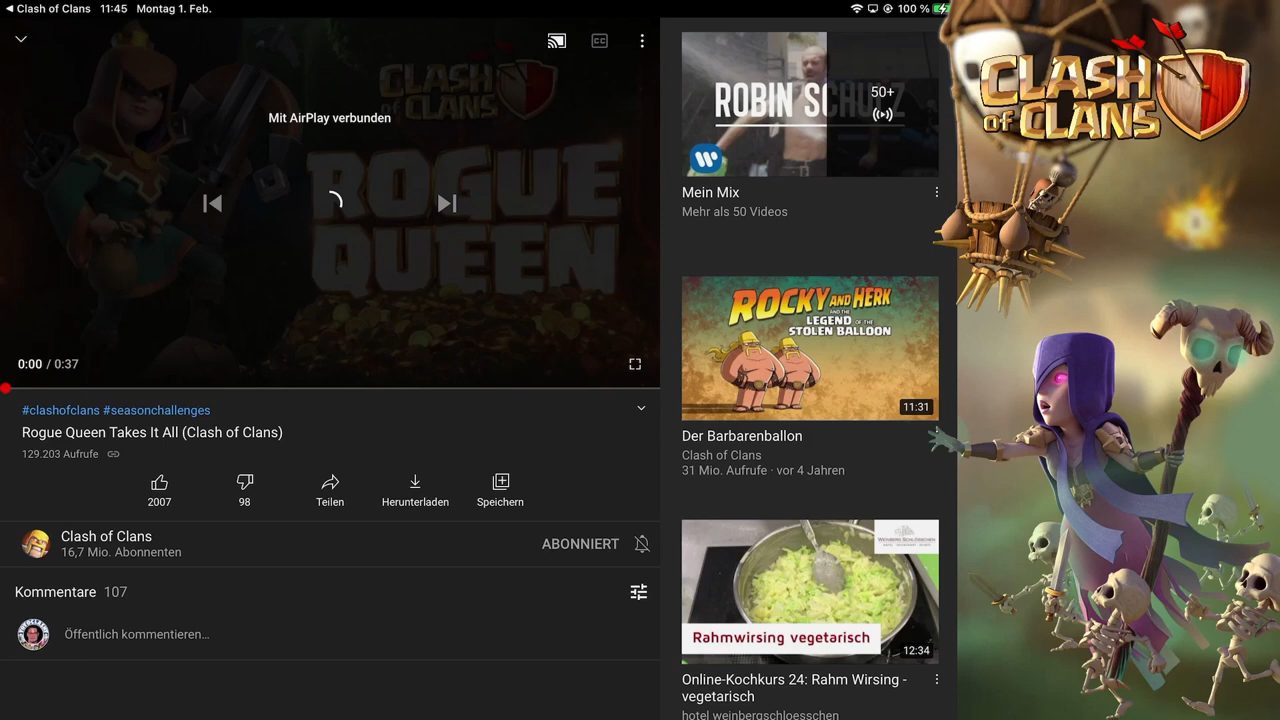 Clash of Clans 11:45 Montag 1. Feb.
100 %
CC
CLASH
of CLANS
Mit AirPlay verbunden
ROGUE
QUEEN
0:00 / 0:37
#clashofclans #seasonchallenges
Rogue Queen Takes It All (Clash of Clans)
129.203 Aufrufe
2007
98
Teilen
Herunterladen
Speichern
Clash of Clans
16,7 Mio. Abonnenten
ABONNIERT
Kommentare 107
Öffentlich kommentieren...
ROBIN SCHULZ
50+
Mein Mix
Mehr als 50 Videos
ROCKY AND HERK
AND THE
LEGEND OF THE
STOLEN BALLOON
11:31
Der Barbarenballon
Clash of Clans
31 Mio. Aufrufe · vor 4 Jahren
WEINBERG SCHLÖSSCHEN
Rahmwirsing vegetarisch
12:34
Online-Kochkurs 24: Rahm Wirsing -
vegetarisch
hotel weinbergschloesschen
CLASH
of CLANS